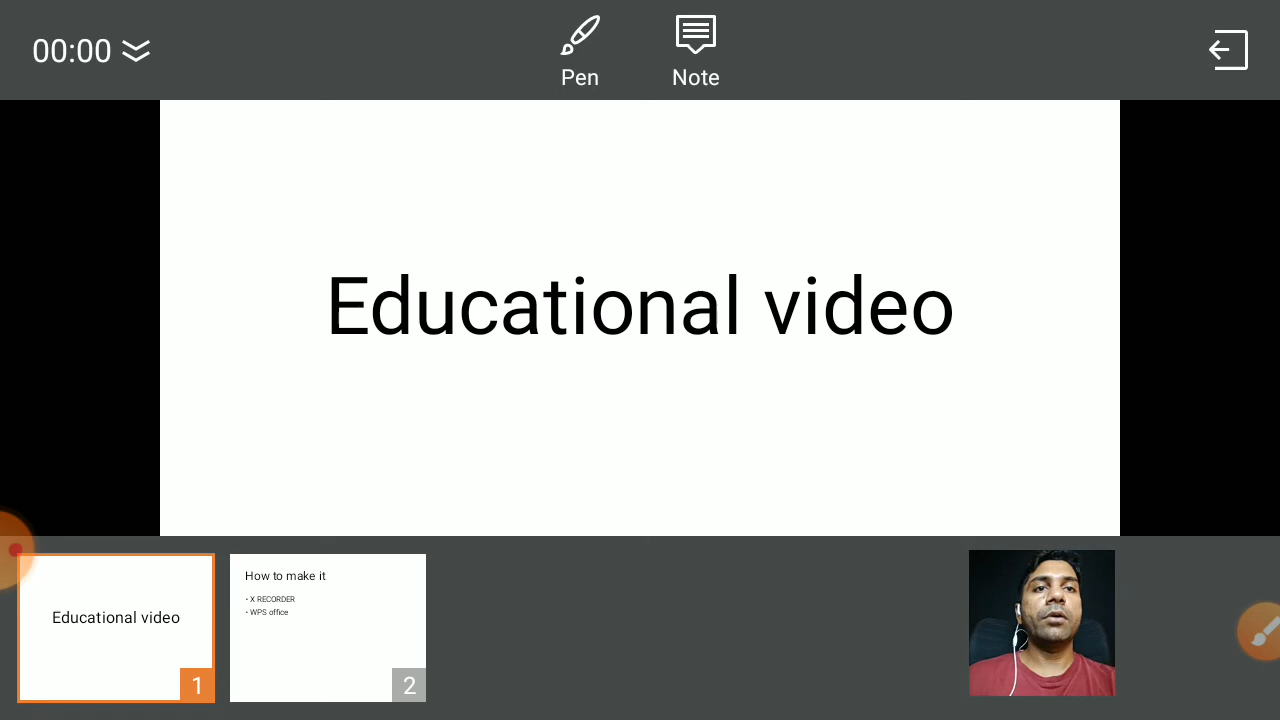 00:00
Pen
Note
Educational video
Educational video
1
How to make it
• X RECORDER
• WPS office
2